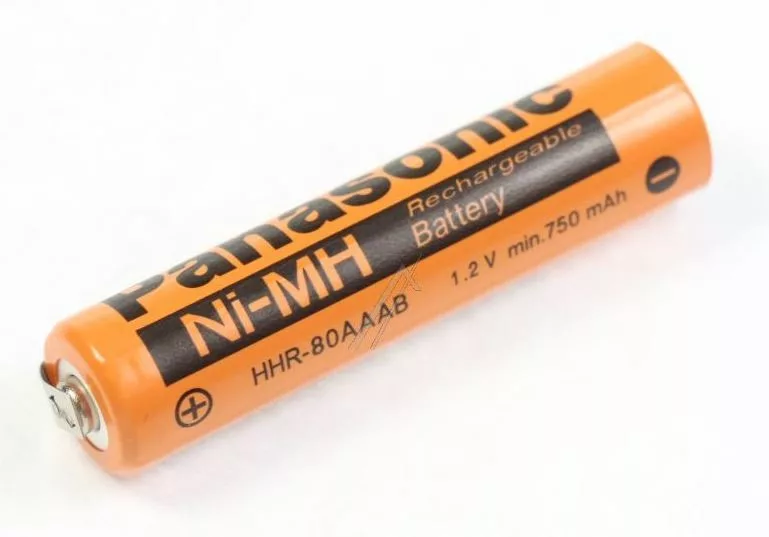 Panasonic
Ni-MH Rechargeable Battery
HHR-80AAAB 1.2 V min.750 mAh